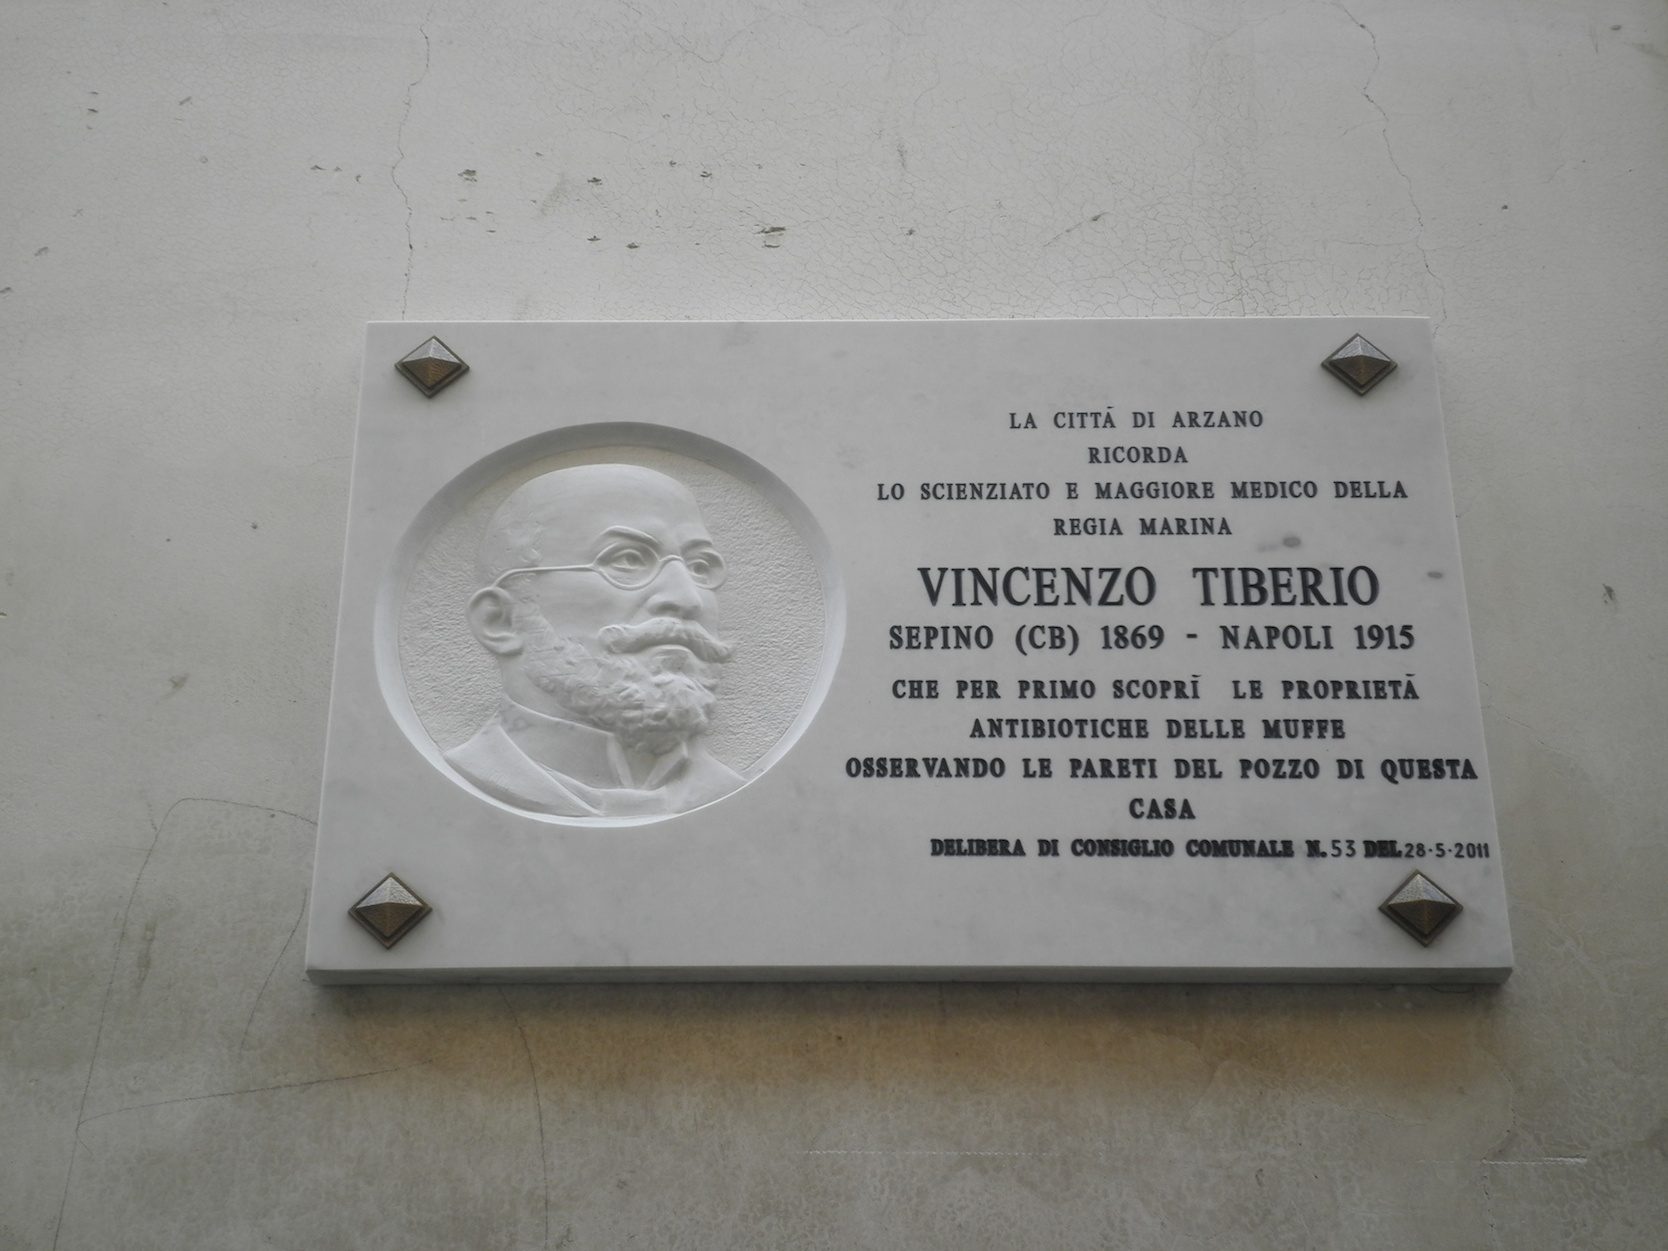 LA CITTÀ DI ARZANO
RICORDA
LO SCIENZIATO E MAGGIORE MEDICO DELLA
REGIA MARINA
VINCENZO TIBERIO
SEPINO (CB) 1869 - NAPOLI 1915
CHE PER PRIMO SCOPRÌ LE PROPRIETÀ
ANTIBIOTICHE DELLE MUFFE
OSSERVANDO LE PARETI DEL POZZO DI QUESTA
CASA
DELIBERA DI CONSIGLIO COMUNALE N.53 DEL 28·5·2011